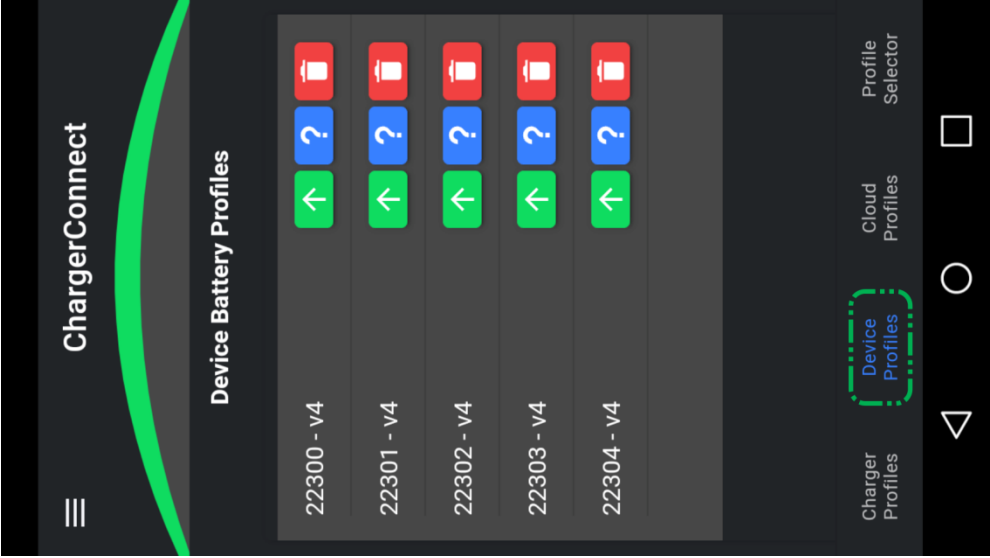 ChargerConnect
Device Battery Profiles
22300 - v4
22301 - v4
22302 - v4
22303 - v4
22304 - v4
Charger
Profiles
Device
Profiles
Cloud
Profiles
Profile
Selector